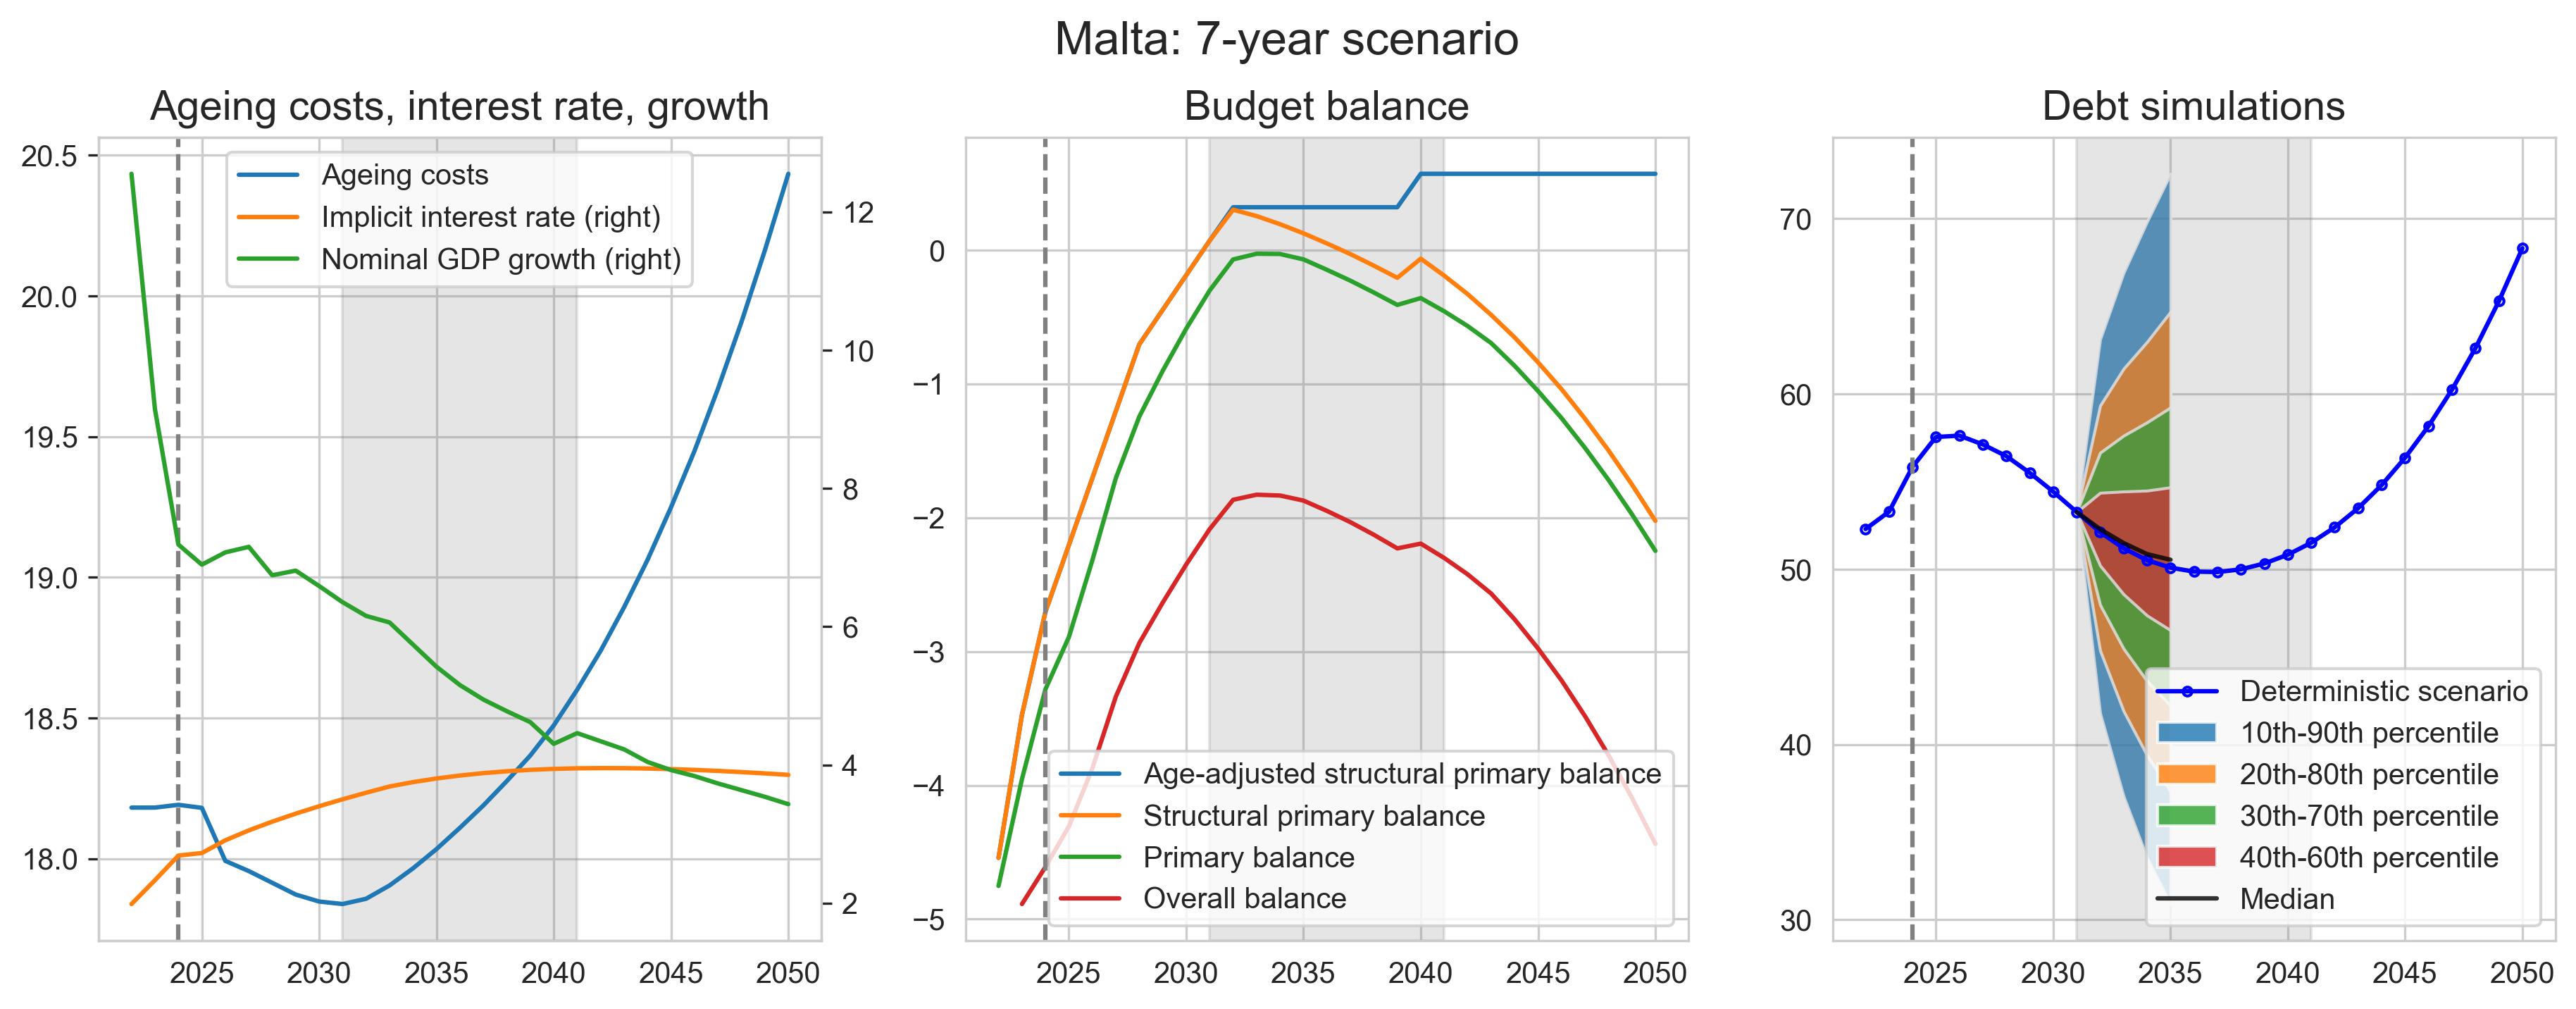 Malta: 7-year scenario
Ageing costs, interest rate, growth
20.5
20.0
19.5
19.0
18.5
18.0
12
10
8
6
4
2
Ageing costs
Implicit interest rate (right)
Nominal GDP growth (right)
2025 2030 2035 2040 2045 2050
Budget balance
0
−1
−2
−3
−4
−5
Age-adjusted structural primary balance
Structural primary balance
Primary balance
Overall balance
2025 2030 2035 2040 2045 2050
Debt simulations
70
60
50
40
30
Deterministic scenario
10th-90th percentile
20th-80th percentile
30th-70th percentile
40th-60th percentile
Median
2025 2030 2035 2040 2045 2050